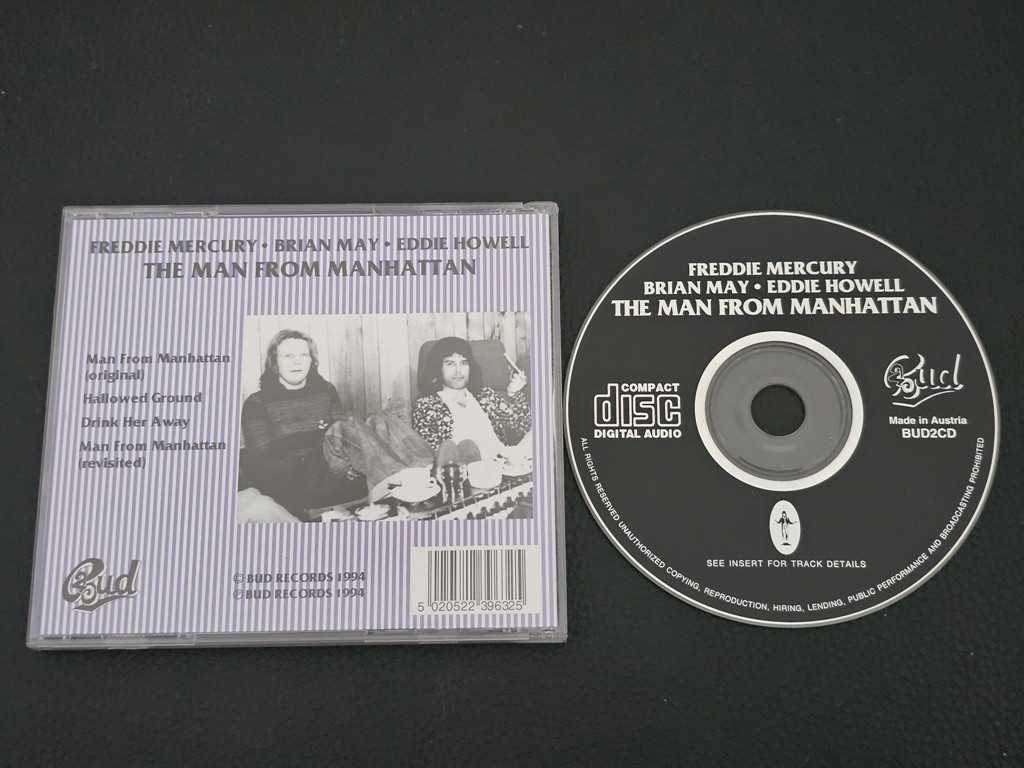 FREDDIE MERCURY • BRIAN MAY • EDDIE HOWELL
THE MAN FROM MANHATTAN
Man From Manhattan
(original)
Hallowed Ground
Drink Her Away
Man From Manhattan
(revisited)
Bud
© BUD RECORDS 1994
℗ BUD RECORDS 1994
5 020522 396325
FREDDIE MERCURY
BRIAN MAY • EDDIE HOWELL
THE MAN FROM MANHATTAN
COMPACT
disc
DIGITAL AUDIO
Bud
Made in Austria
BUD2CD
SEE INSERT FOR TRACK DETAILS
ALL RIGHTS RESERVED UNAUTHORIZED COPYING, REPRODUCTION, HIRING, LENDING, PUBLIC PERFORMANCE AND BROADCASTING PROHIBITED